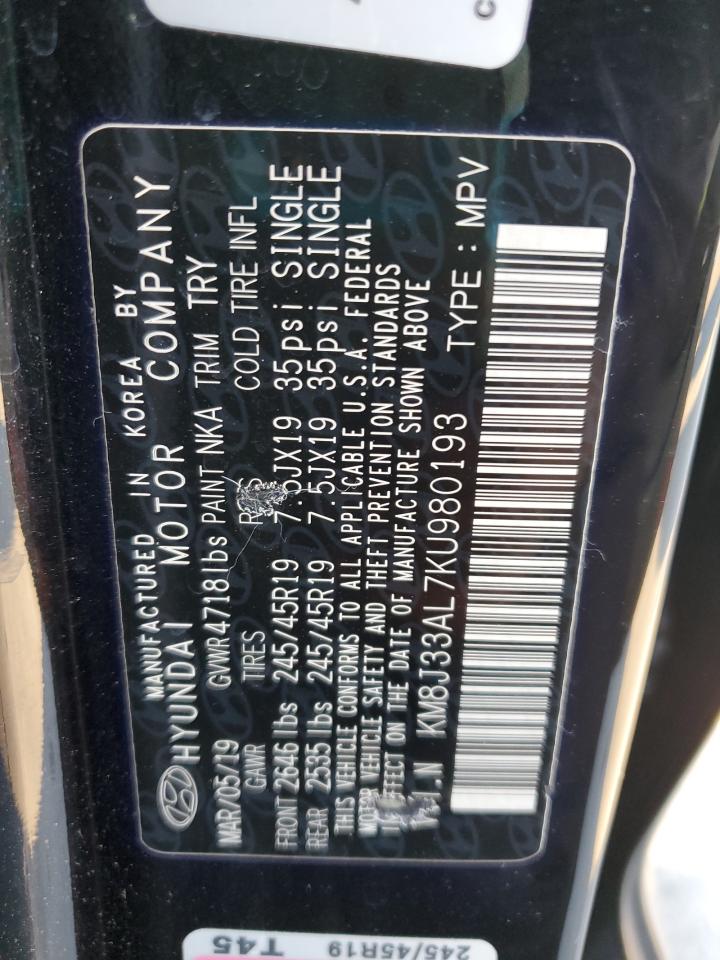 MANUFACTURED IN KOREA BY
HYUNDAI MOTOR COMPANY
MAR/05/19 GVWR 4718lbs PAINT NKA TRIM TRY
GAWR TIRES COLD TIRE INFL
FRONT 2646 lbs 245/45R19 7.5JX19 35psi SINGLE
REAR 2535 lbs 245/45R19 7.5JX19 35psi SINGLE
THIS VEHICLE CONFORMS TO ALL APPLICABLE U.S.A. FEDERAL
MOTOR VEHICLE SAFETY AND THEFT PREVENTION STANDARDS
EFFECT ON THE DATE OF MANUFACTURE SHOWN ABOVE
KM8J33AL7KU980193 TYPE : MPV
245/45R19
T45